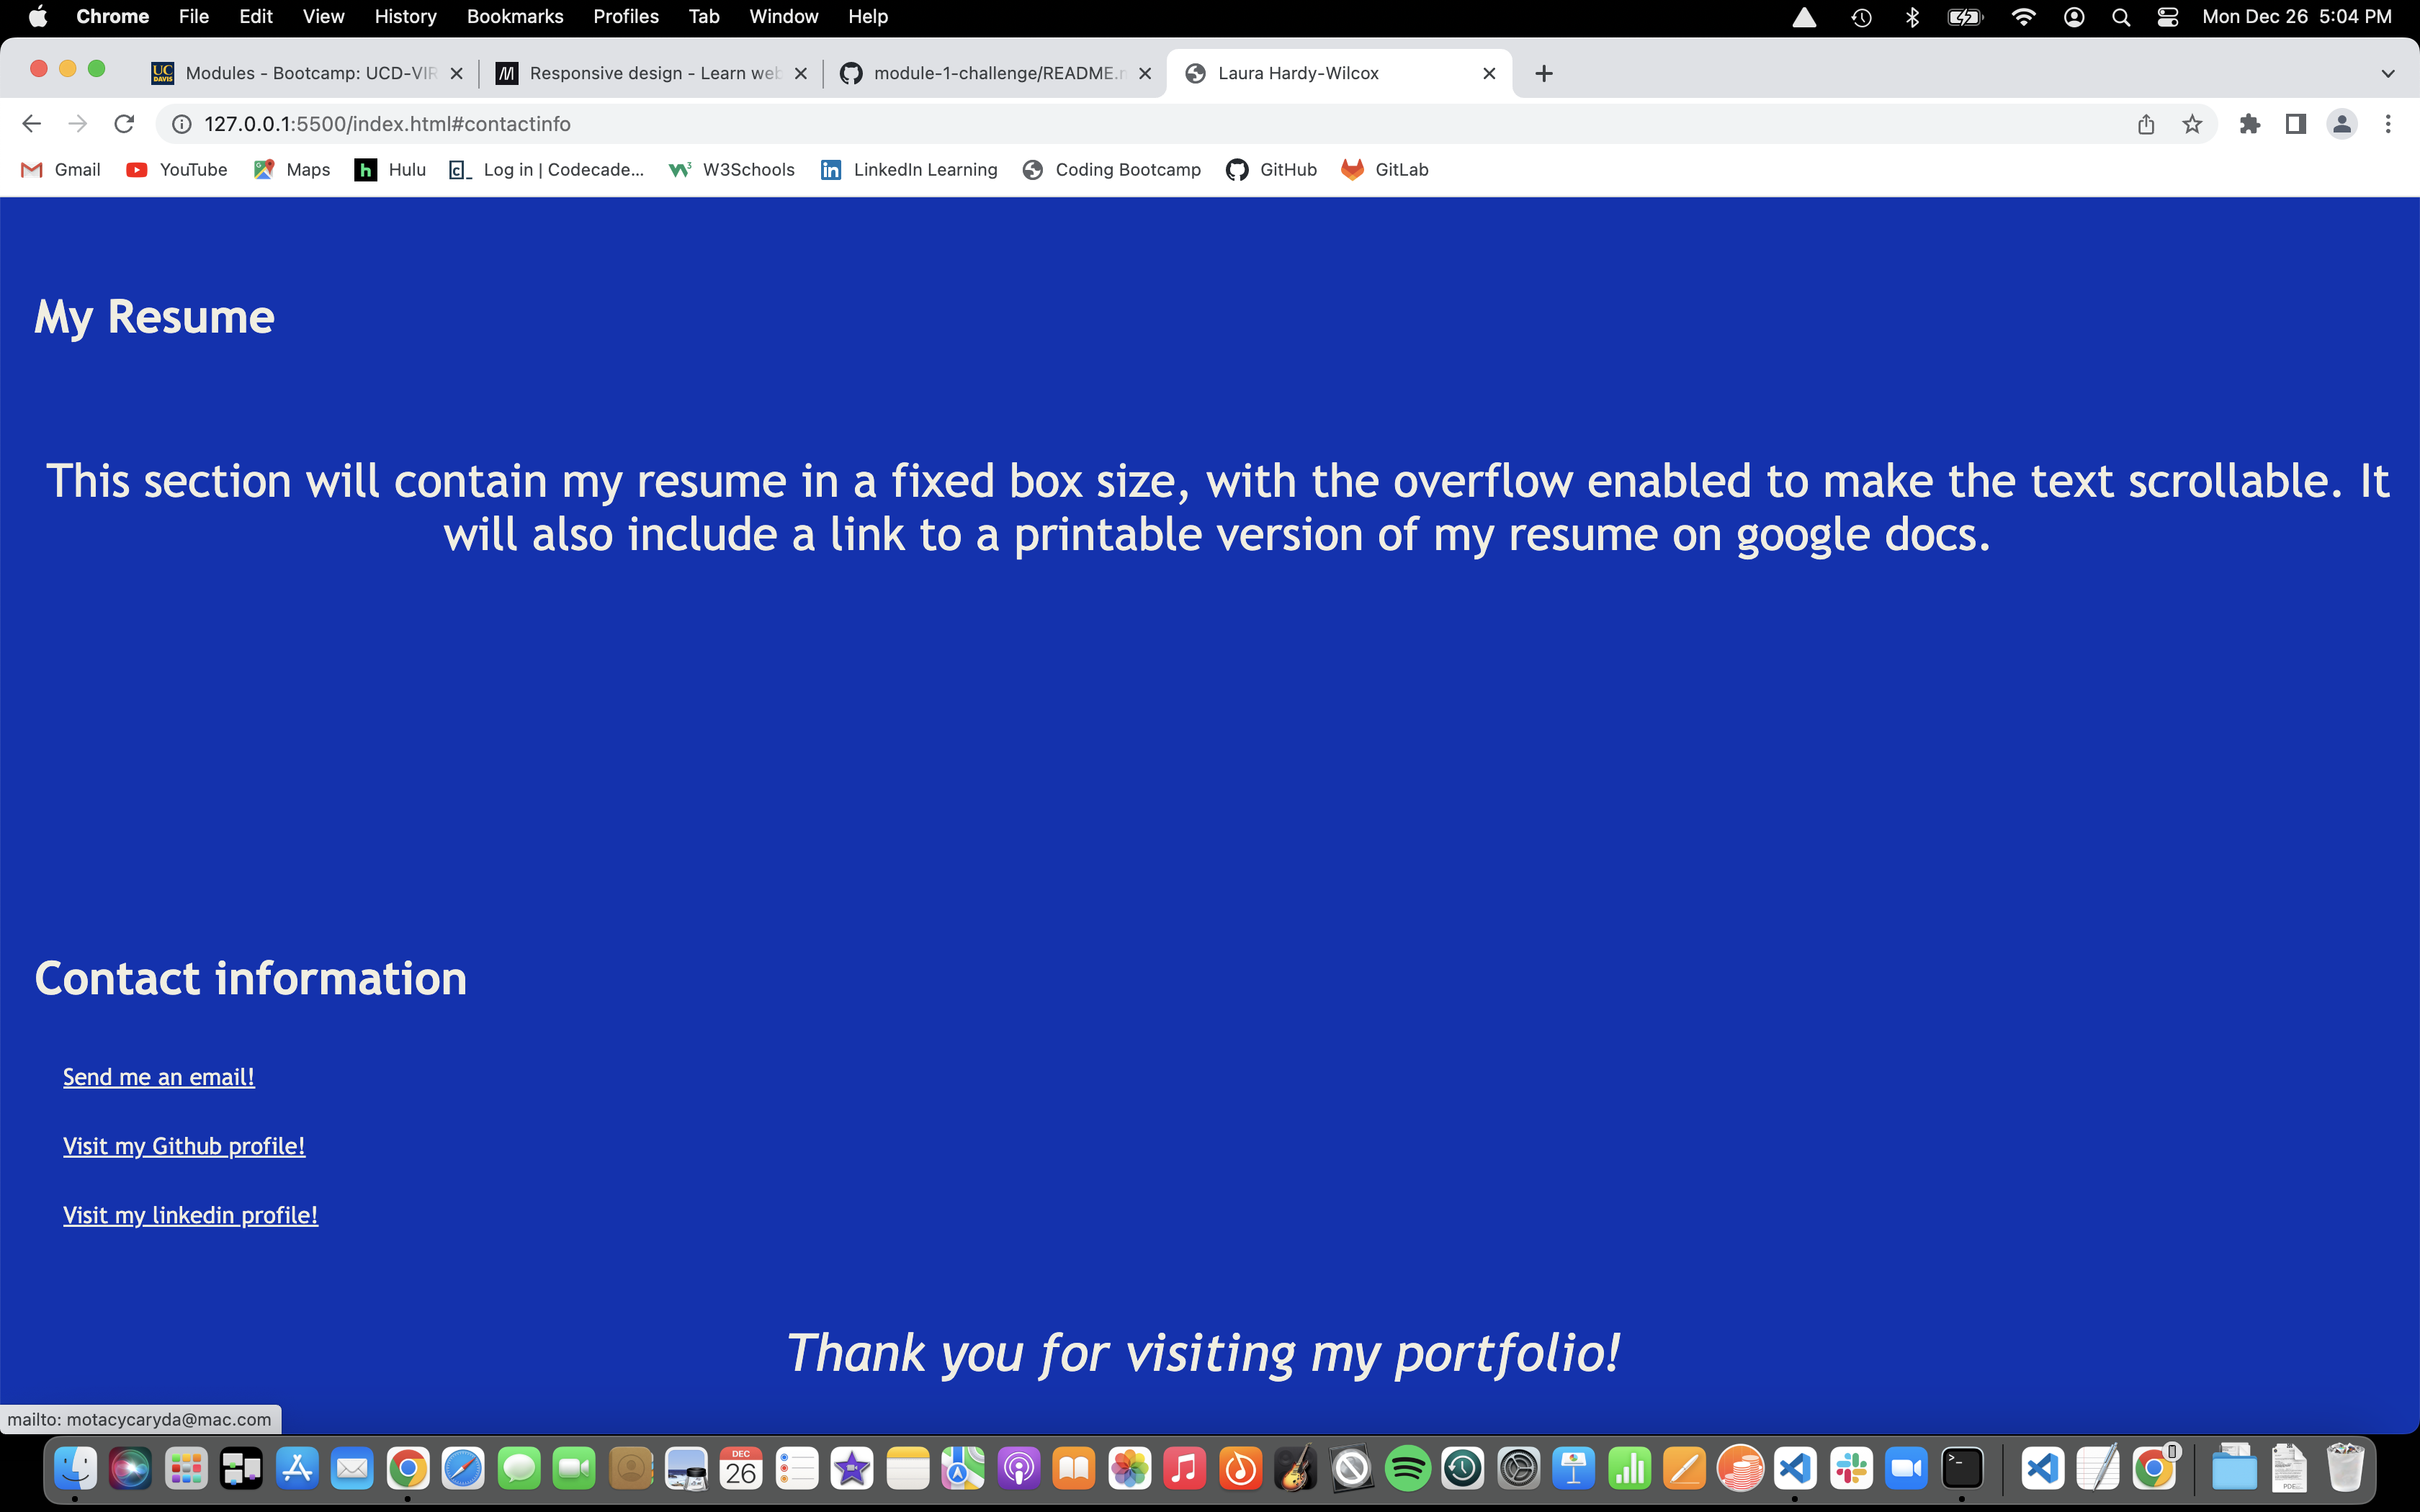 Chrome File Edit View History Bookmarks Profiles Tab Window Help Mon Dec 26 5:04 PM
UC DAVIS Modules - Bootcamp: UCD-VIR Responsive design - Learn web module-1-challenge/README.m Laura Hardy-Wilcox
127.0.0.1:5500/index.html#contactinfo
Gmail YouTube Maps h Hulu c_ Log in | Codecade... W3Schools in LinkedIn Learning Coding Bootcamp GitHub GitLab
My Resume
This section will contain my resume in a fixed box size, with the overflow enabled to make the text scrollable. It
will also include a link to a printable version of my resume on google docs.
Contact information
Send me an email!
Visit my Github profile!
Visit my linkedin profile!
Thank you for visiting my portfolio!
mailto: motacycaryda@mac.com
DEC
26